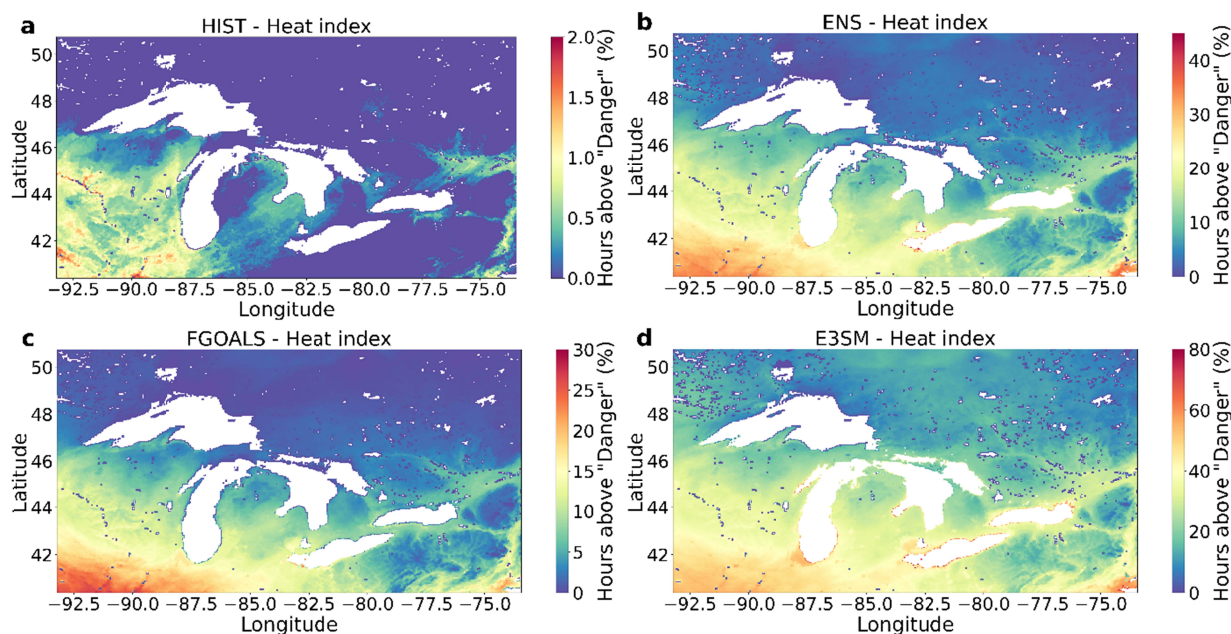 a
HIST - Heat index
50
48
46
44
42
Latitude
−92.5 −90.0 −87.5 −85.0 −82.5 −80.0 −77.5 −75.0
Longitude
2.0
1.5
1.0
0.5
0.0
Hours above "Danger" (%)
b
ENS - Heat index
50
48
46
44
42
Latitude
−92.5 −90.0 −87.5 −85.0 −82.5 −80.0 −77.5 −75.0
Longitude
40
30
20
10
0
Hours above "Danger" (%)
c
FGOALS - Heat index
50
48
46
44
42
Latitude
−92.5 −90.0 −87.5 −85.0 −82.5 −80.0 −77.5 −75.0
Longitude
30
25
20
15
10
5
0
Hours above "Danger" (%)
d
E3SM - Heat index
50
48
46
44
42
Latitude
−92.5 −90.0 −87.5 −85.0 −82.5 −80.0 −77.5 −75.0
Longitude
80
60
40
20
0
Hours above "Danger" (%)